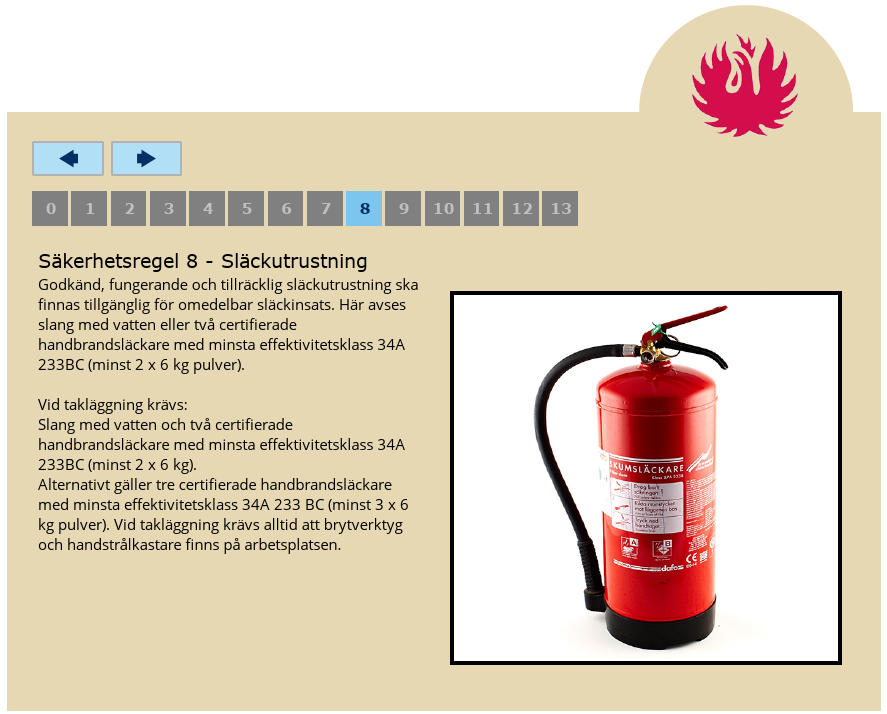 0 1 2 3 4 5 6 7 8 9 10 11 12 13
Säkerhetsregel 8 - Släckutrustning
Godkänd, fungerande och tillräcklig släckutrustning ska
finnas tillgänglig för omedelbar släckinsats. Här avses
slang med vatten eller två certifierade
handbrandsläckare med minsta effektivitetsklass 34A
233BC (minst 2 x 6 kg pulver).
Vid takläggning krävs:
Slang med vatten och två certifierade
handbrandsläckare med minsta effektivitetsklass 34A
233BC (minst 2 x 6 kg).
Alternativt gäller tre certifierade handbrandsläckare
med minsta effektivitetsklass 34A 233 BC (minst 3 x 6
kg pulver). Vid takläggning krävs alltid att brytverktyg
och handstrålkastare finns på arbetsplatsen.
KUMSLÄCKARE
A
B
CE
dafo